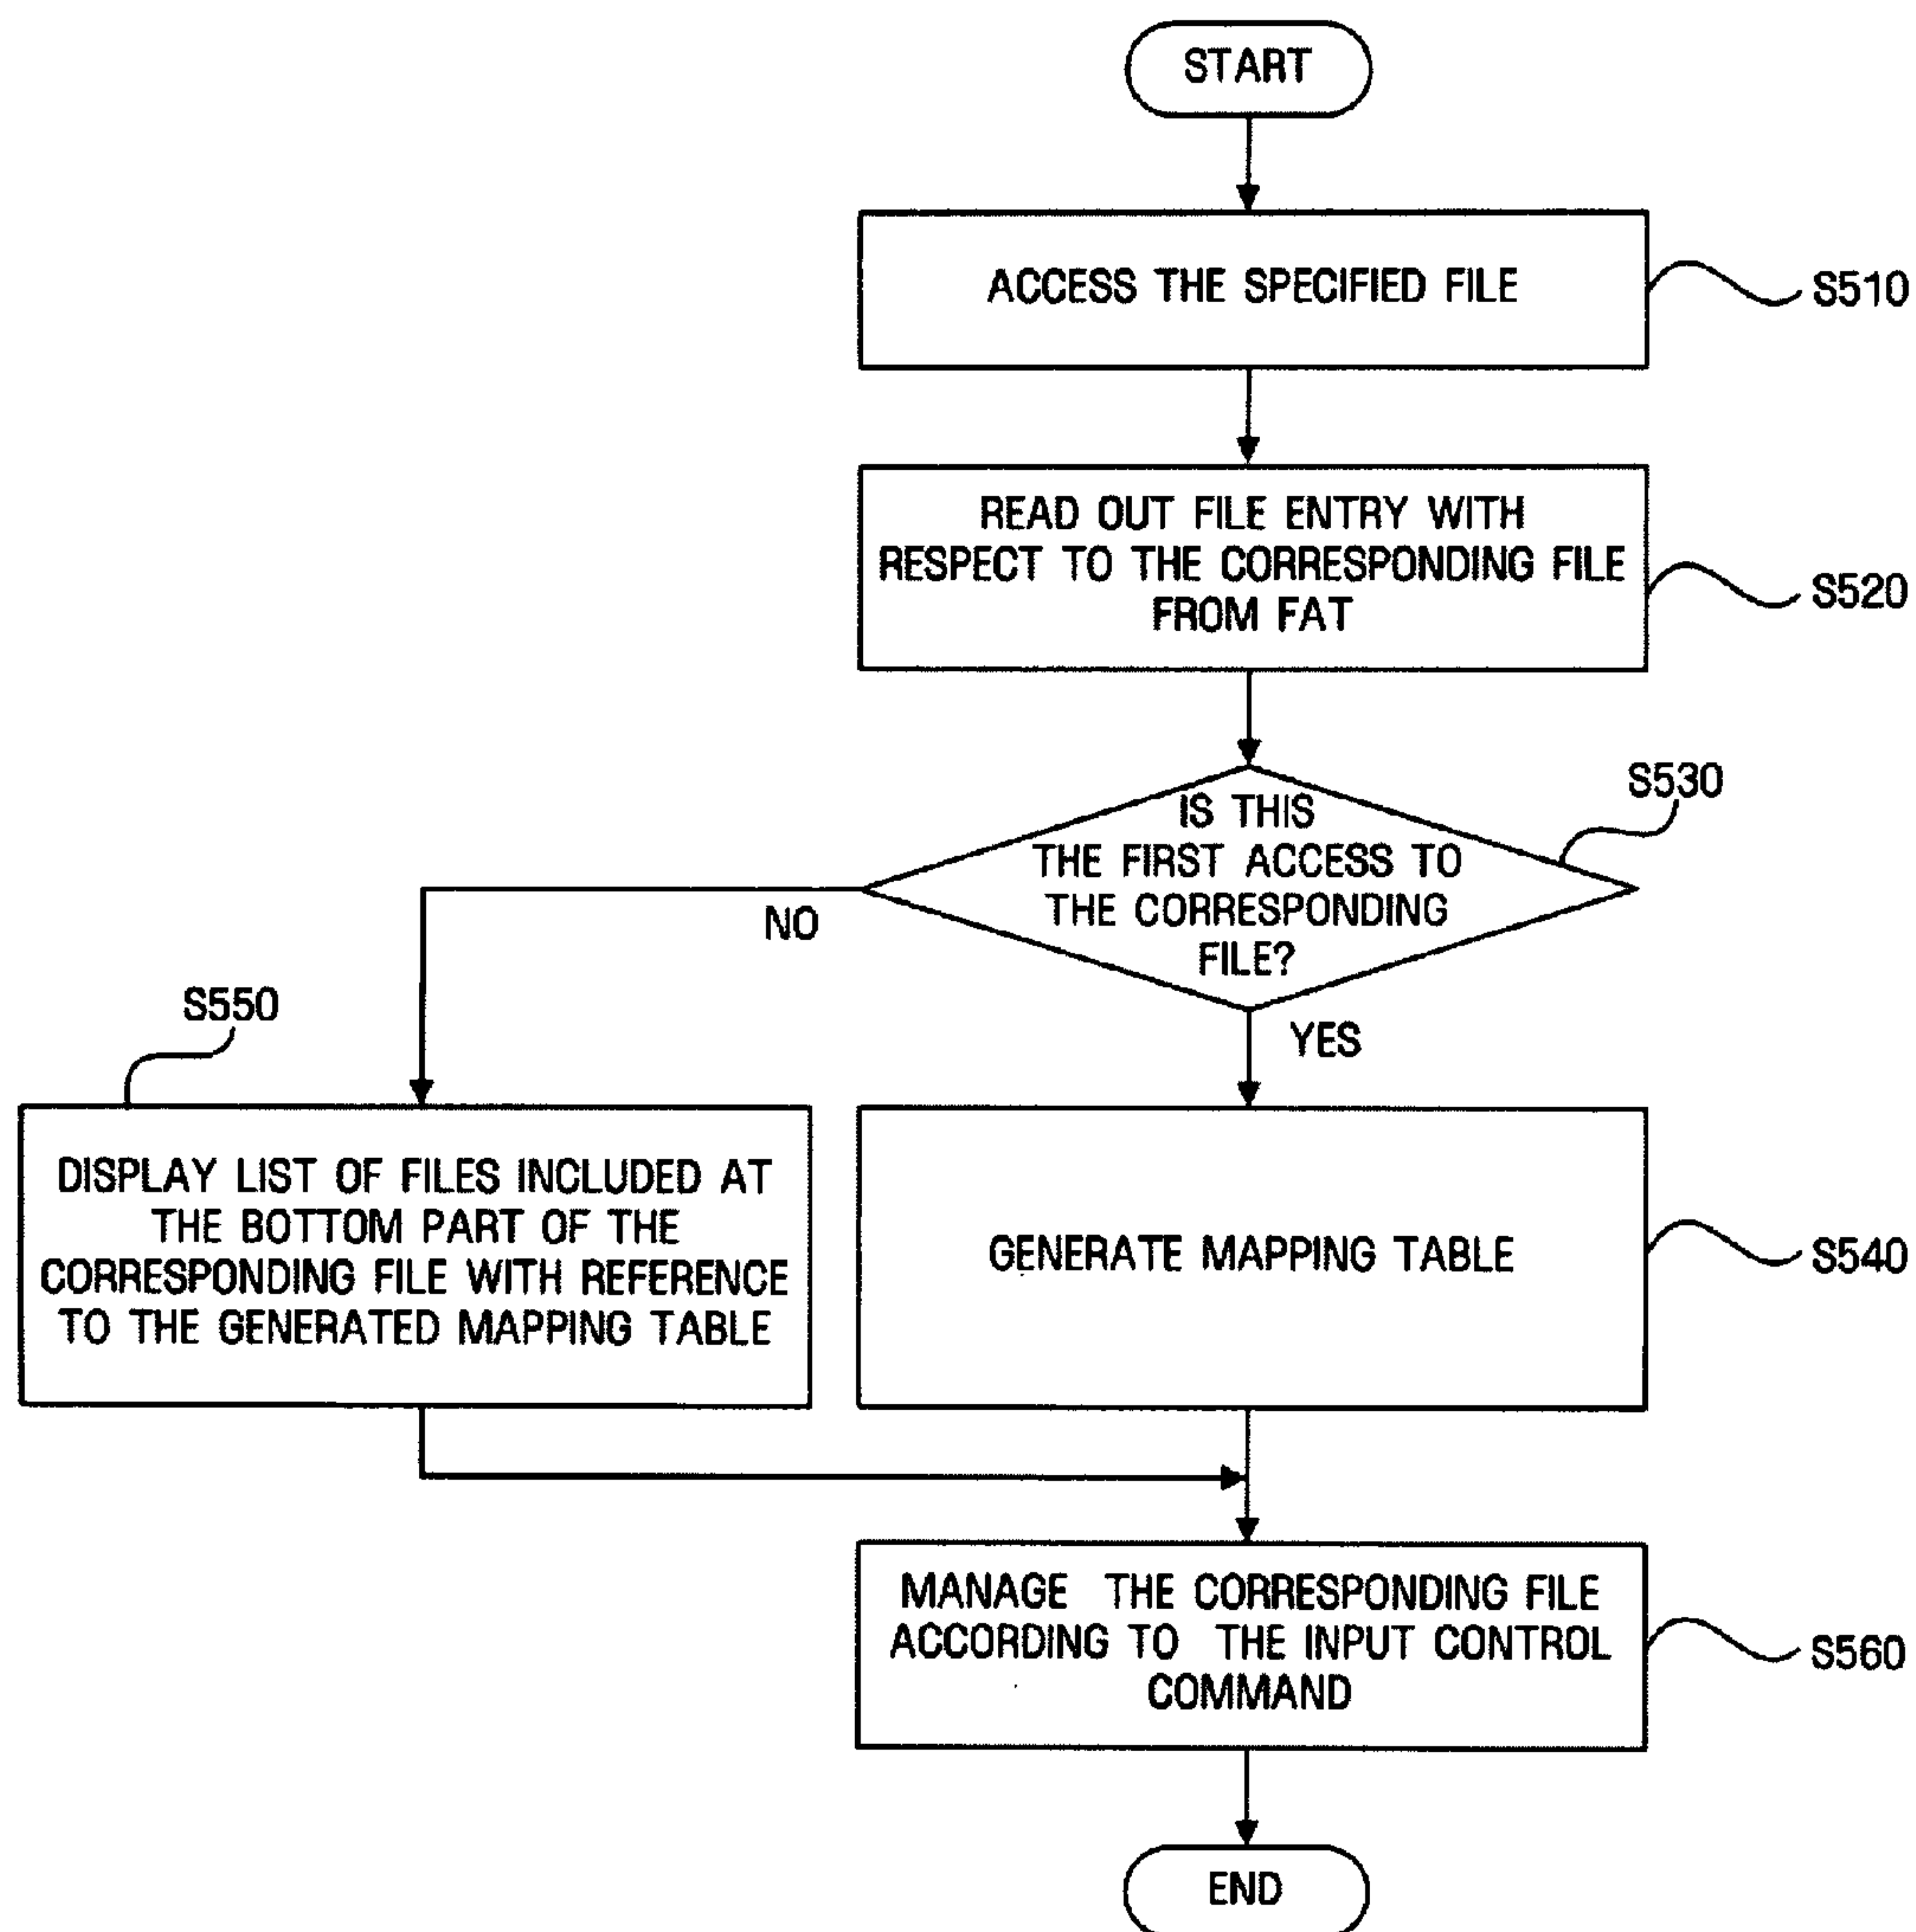 START
ACCESS THE SPECIFIED FILE
S510
READ OUT FILE ENTRY WITH
RESPECT TO THE CORRESPONDING FILE
FROM FAT
S520
IS THIS
THE FIRST ACCESS TO
THE CORRESPONDING
FILE?
S530
NO
YES
S550
DISPLAY LIST OF FILES INCLUDED AT
THE BOTTOM PART OF THE
CORRESPONDING FILE WITH REFERENCE
TO THE GENERATED MAPPING TABLE
GENERATE MAPPING TABLE
S540
MANAGE THE CORRESPONDING FILE
ACCORDING TO THE INPUT CONTROL
COMMAND
S560
END